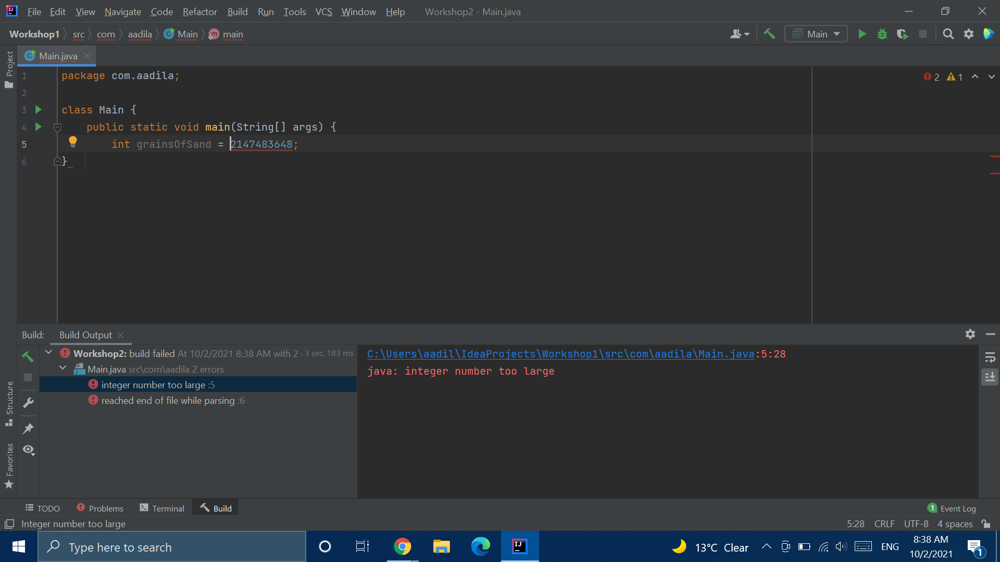 File Edit View Navigate Code Refactor Build Run Tools VCS Window Help Workshop2 - Main.java
Workshop1 src com aadila C Main m main Main
C Main.java
Project
2 1
1 package com.aadila;
2
3 class Main {
4 public static void main(String[] args) {
5 int grainsOfSand = 2147483648;
6 }
Build: Build Output
Workshop2: build failed At 10/2/2021 8:38 AM with 2 3 sec, 183 ms
Main.java src\com\aadila 2 errors
integer number too large :5
reached end of file while parsing :6
C:\Users\aadil\IdeaProjects\Workshop1\src\com\aadila\Main.java:5:28
java: integer number too large
Structure
Favorites
TODO Problems Terminal Build 1 Event Log
Integer number too large 5:28 CRLF UTF-8 4 spaces
Type here to search IJ 13°C Clear ENG 8:38 AM
10/2/2021 1